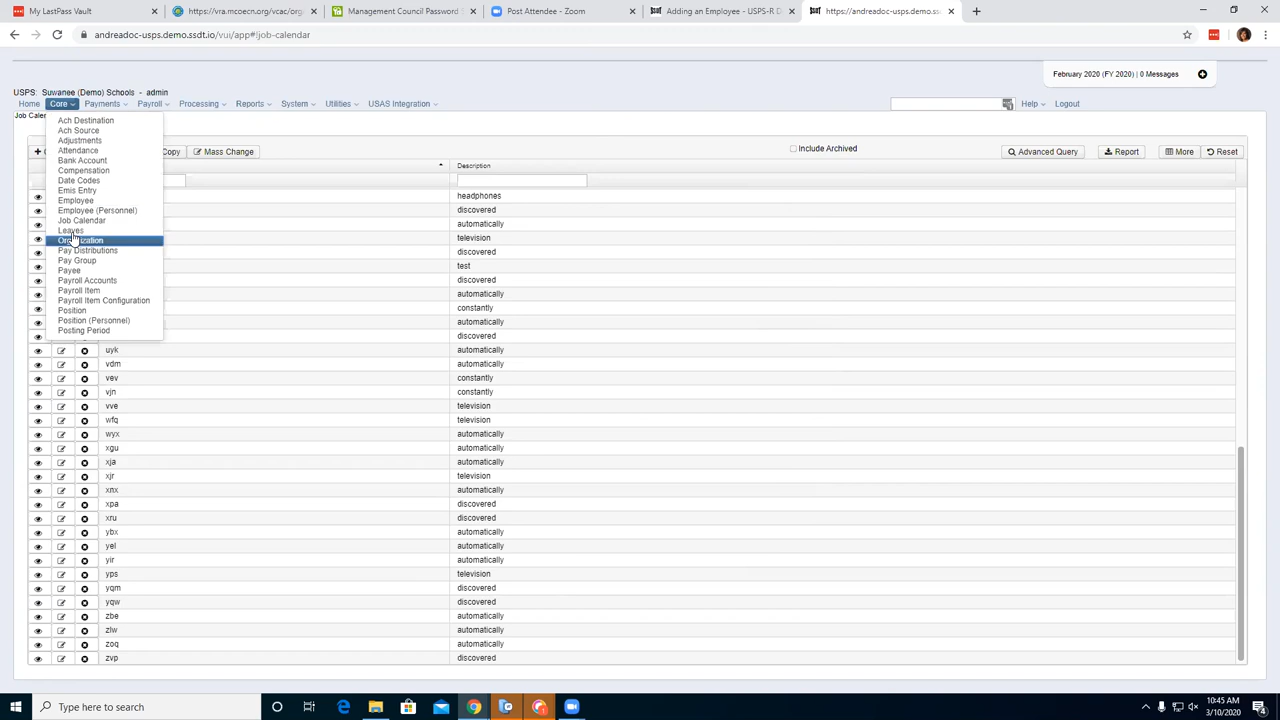 My LastPass Vault
https://vra.mcoecn.org/vce/org:
Management Council Password S
Post Attendee - Zoom
Adding an Employee - USPS-R D
https://andreadoc-usps.demo.ssdt
andreadoc-usps.demo.ssdt.io/vui/app#!job-calendar
February 2020 (FY 2020) | 0 Messages
USPS: Suwanee (Demo) Schools - admin
Home Core Payments Payroll Processing Reports System Utilities USAS Integration Help Logout
Job Calen
Copy Mass Change Include Archived Advanced Query Report More Reset
Description
Ach Destination
Ach Source
Adjustments
Attendance
Bank Account
Compensation
Date Codes
Emis Entry
Employee
Employee (Personnel)
Job Calendar
Leaves
Organization
Pay Distributions
Pay Group
Payee
Payroll Accounts
Payroll Item
Payroll Item Configuration
Position
Position (Personnel)
Posting Period
headphones
discovered
automatically
television
discovered
test
discovered
automatically
constantly
automatically
discovered
uyk automatically
vdm automatically
vev constantly
vjn constantly
vve television
wfq television
wyx automatically
xgu automatically
xja automatically
xjr television
xnx automatically
xpa discovered
xru discovered
ybx automatically
yel automatically
yir automatically
yps television
yqm discovered
yqw discovered
zbe automatically
zlw automatically
zoq automatically
zvp discovered
Type here to search
10:45 AM
3/10/2020
4